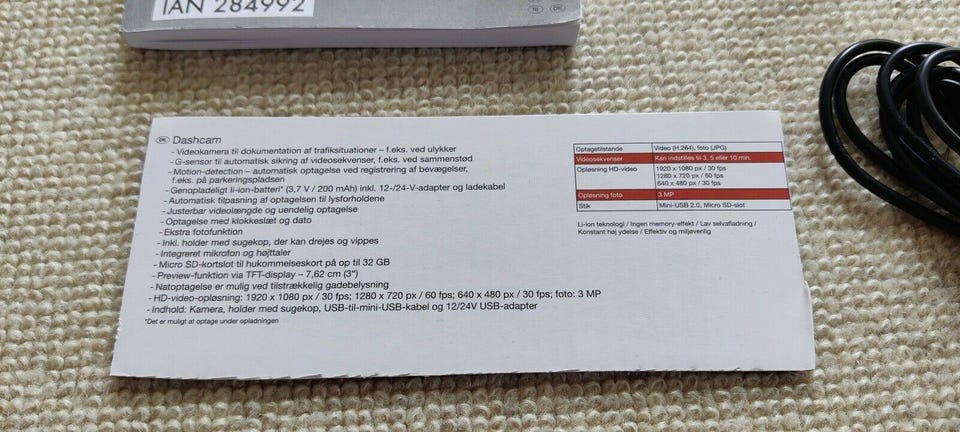 IAN 284992
NL DK
DK Dashcam
- Videokamera til dokumentation af trafiksituationer – f.eks. ved ulykker
- G-sensor til automatisk sikring af videosekvenser, f.eks. ved sammenstød
- Motion-detection – automatisk optagelse ved registrering af bevægelser,
f.eks. på parkeringspladsen
- Genopladeligt li-ion-batteri* (3,7 V / 200 mAh) inkl. 12-/24-V-adapter og ladekabel
- Automatisk tilpasning af optagelsen til lysforholdene
- Justerbar videolængde og uendelig optagelse
- Optagelse med klokkeslæt og dato
- Ekstra fotofunktion
- Inkl. holder med sugekop, der kan drejes og vippes
- Integreret mikrofon og højttaler
- Micro SD-kortslot til hukommelseskort på op til 32 GB
- Preview-funktion via TFT-display – 7,62 cm (3")
- Natoptagelse er mulig ved tilstrækkelig gadebelysning
- HD-video-opløsning: 1920 x 1080 px / 30 fps; 1280 x 720 px / 60 fps; 640 x 480 px / 30 fps; foto: 3 MP
- Indhold: Kamera, holder med sugekop, USB-til-mini-USB-kabel og 12/24V USB-adapter
*Det er muligt at optage under opladningen
Optagetilstande Video (H.264), foto (JPG)
Videosekvenser Kan indstilles til 3, 5 eller 10 min.
Opløsning HD-video 1920 x 1080 px / 30 fps
1280 x 720 px / 60 fps
640 x 480 px / 30 fps
Opløsning foto 3 MP
Stik Mini-USB 2.0, Micro SD-slot
Li-ion teknologi / Ingen memory-effekt / Lav selvafladning /
Konstant høj ydelse / Effektiv og miljøvenlig